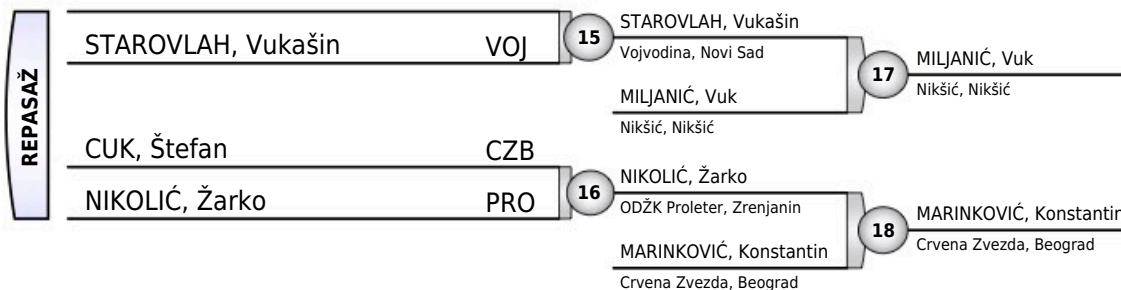 REPASAŽ
STAROVLAH, Vukašin VOJ
CUK, Štefan CZB
NIKOLIĆ, Žarko PRO
15
16
STAROVLAH, Vukašin
Vojvodina, Novi Sad
MILJANIĆ, Vuk
Nikšić, Nikšić
NIKOLIĆ, Žarko
ODŽK Proleter, Zrenjanin
MARINKOVIĆ, Konstantin
Crvena Zvezda, Beograd
17
18
MILJANIĆ, Vuk
Nikšić, Nikšić
MARINKOVIĆ, Konstantin
Crvena Zvezda, Beograd